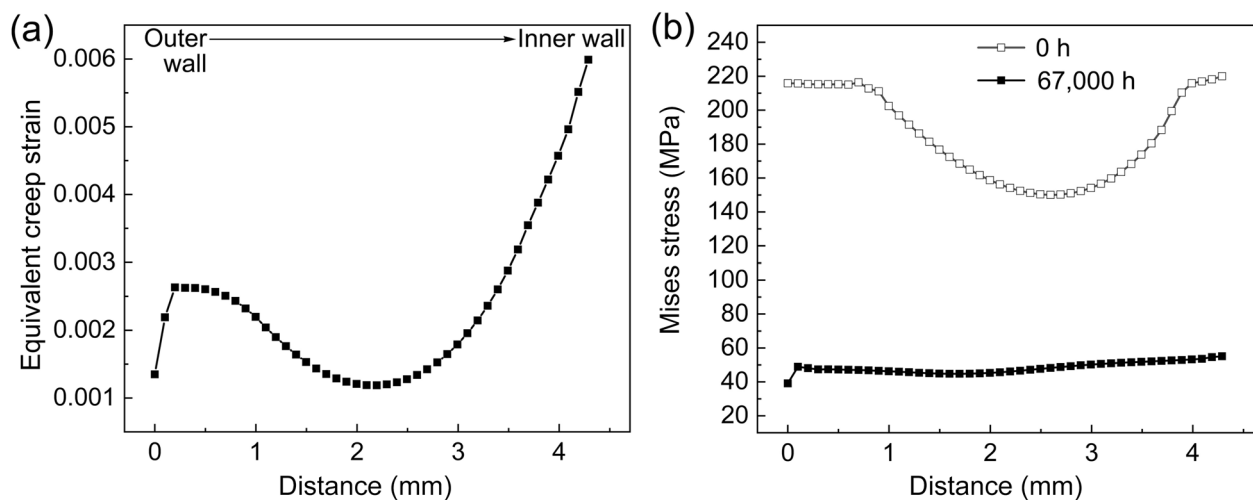 (a)
Outer wall
Inner wall
0.006
0.005
0.004
0.003
0.002
0.001
Equivalent creep strain
0
1
2
3
4
Distance (mm)
(b)
0 h
67,000 h
240
220
200
180
160
140
120
100
80
60
40
20
Mises stress (MPa)
0
1
2
3
4
Distance (mm)